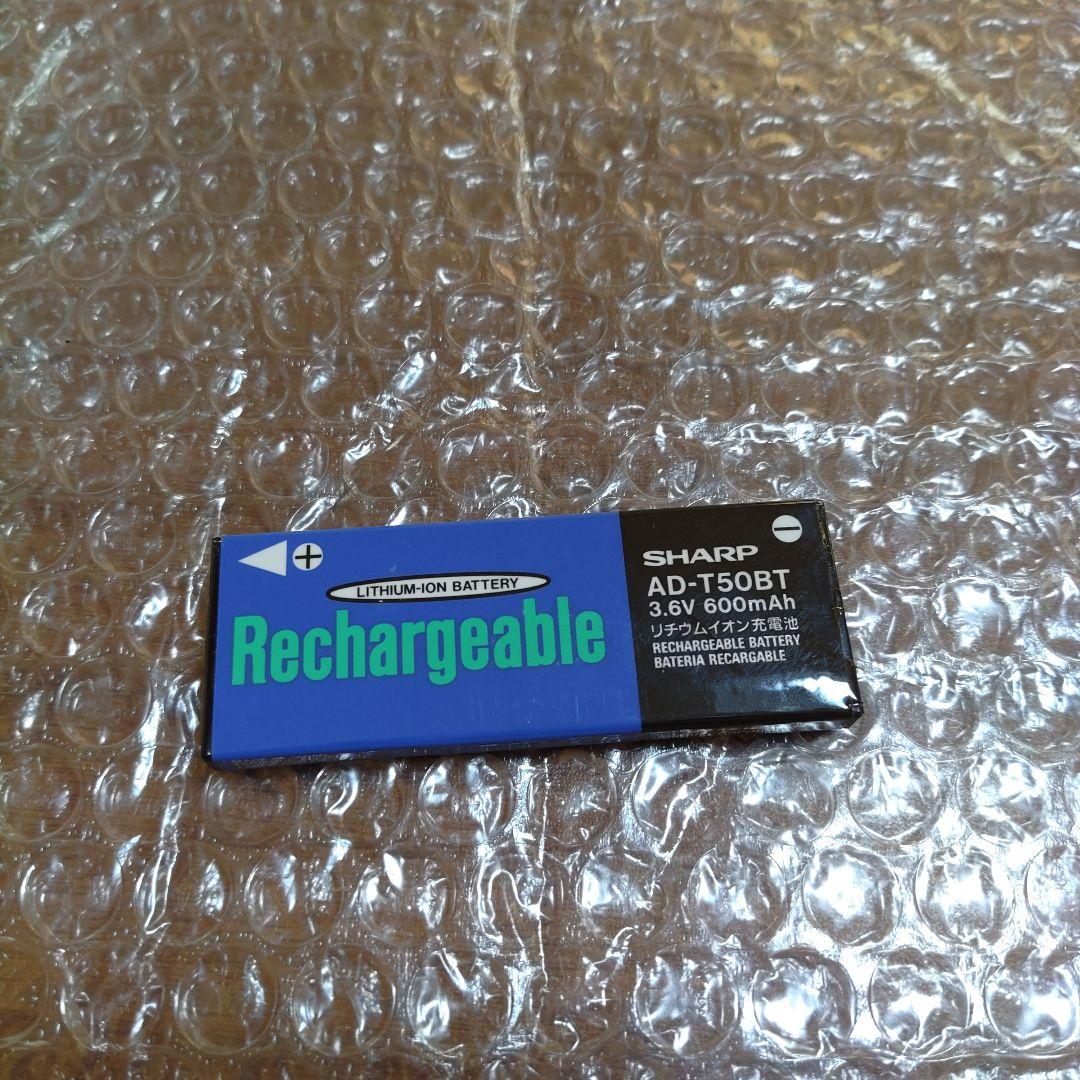 +
LITHIUM-ION BATTERY
Rechargeable
−
SHARP
AD-T50BT
3.6V 600mAh
リチウムイオン充電池
RECHARGEABLE BATTERY
BATERIA RECARGABLE